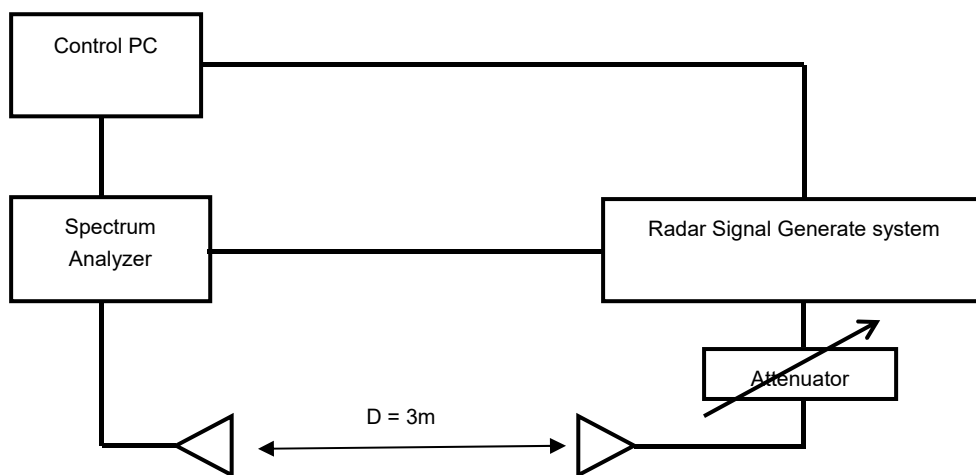 Control PC
Spectrum
Analyzer
Radar Signal Generate system
Attenuator
D = 3m